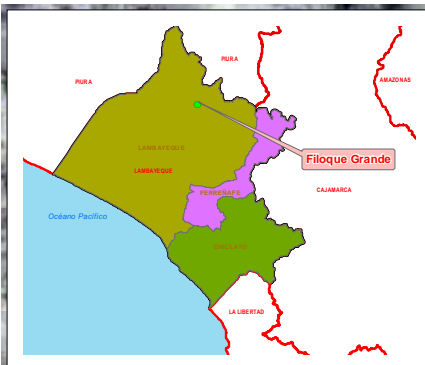 PIURA
PIURA
AMAZONAS
LAMBAYEQUE
Filoque Grande
LAMBAYEQUE
CAJAMARCA
FERREÑAFE
Océano Pacífico
CHICLAYO
LA LIBERTAD